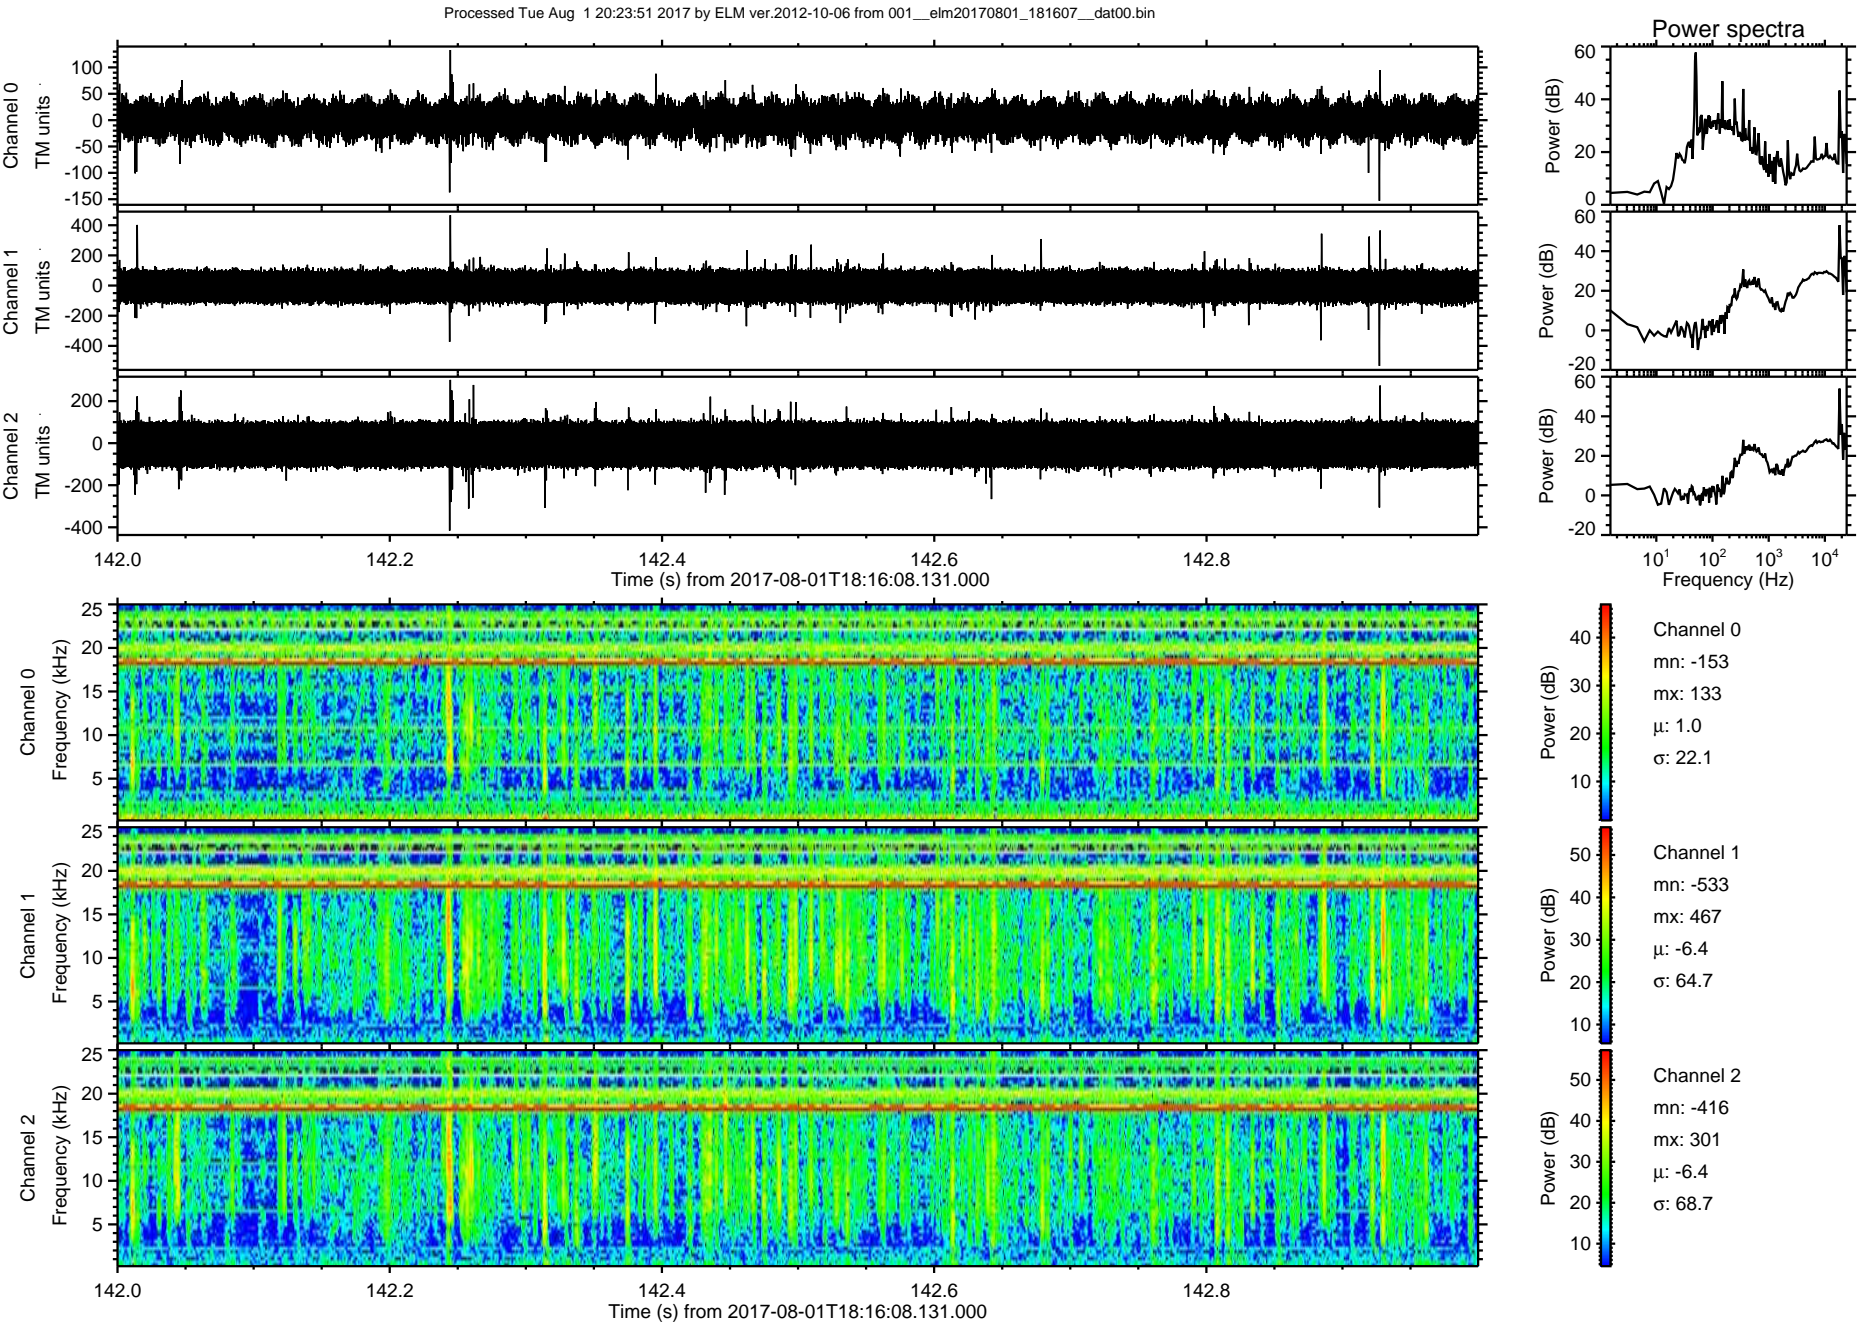 Processed Tue Aug  1 20:23:51 2017 by ELM ver.2012-10-06 from 001__elm20170801_181607__dat00.bin
Power spectra
Channel 0
TM units
100
50
0
-50
-100
-150
Power (dB)
60
40
20
0
Channel 1
TM units
400
200
0
-200
-400
Power (dB)
60
40
20
0
-20
Channel 2
TM units
200
0
-200
-400
Power (dB)
60
40
20
0
-20
142.0 142.2 142.4 142.6 142.8
Time (s) from 2017-08-01T18:16:08.131.000
10^1 10^2 10^3 10^4
Frequency (Hz)
Channel 0
Frequency (kHz)
25
20
15
10
5
Power (dB)
40
30
20
10
Channel 0
mn: -153
mx: 133
μ: 1.0
σ: 22.1
Channel 1
Frequency (kHz)
25
20
15
10
5
Power (dB)
50
40
30
20
10
Channel 1
mn: -533
mx: 467
μ: -6.4
σ: 64.7
Channel 2
Frequency (kHz)
25
20
15
10
5
Power (dB)
50
40
30
20
10
Channel 2
mn: -416
mx: 301
μ: -6.4
σ: 68.7
142.0 142.2 142.4 142.6 142.8
Time (s) from 2017-08-01T18:16:08.131.000